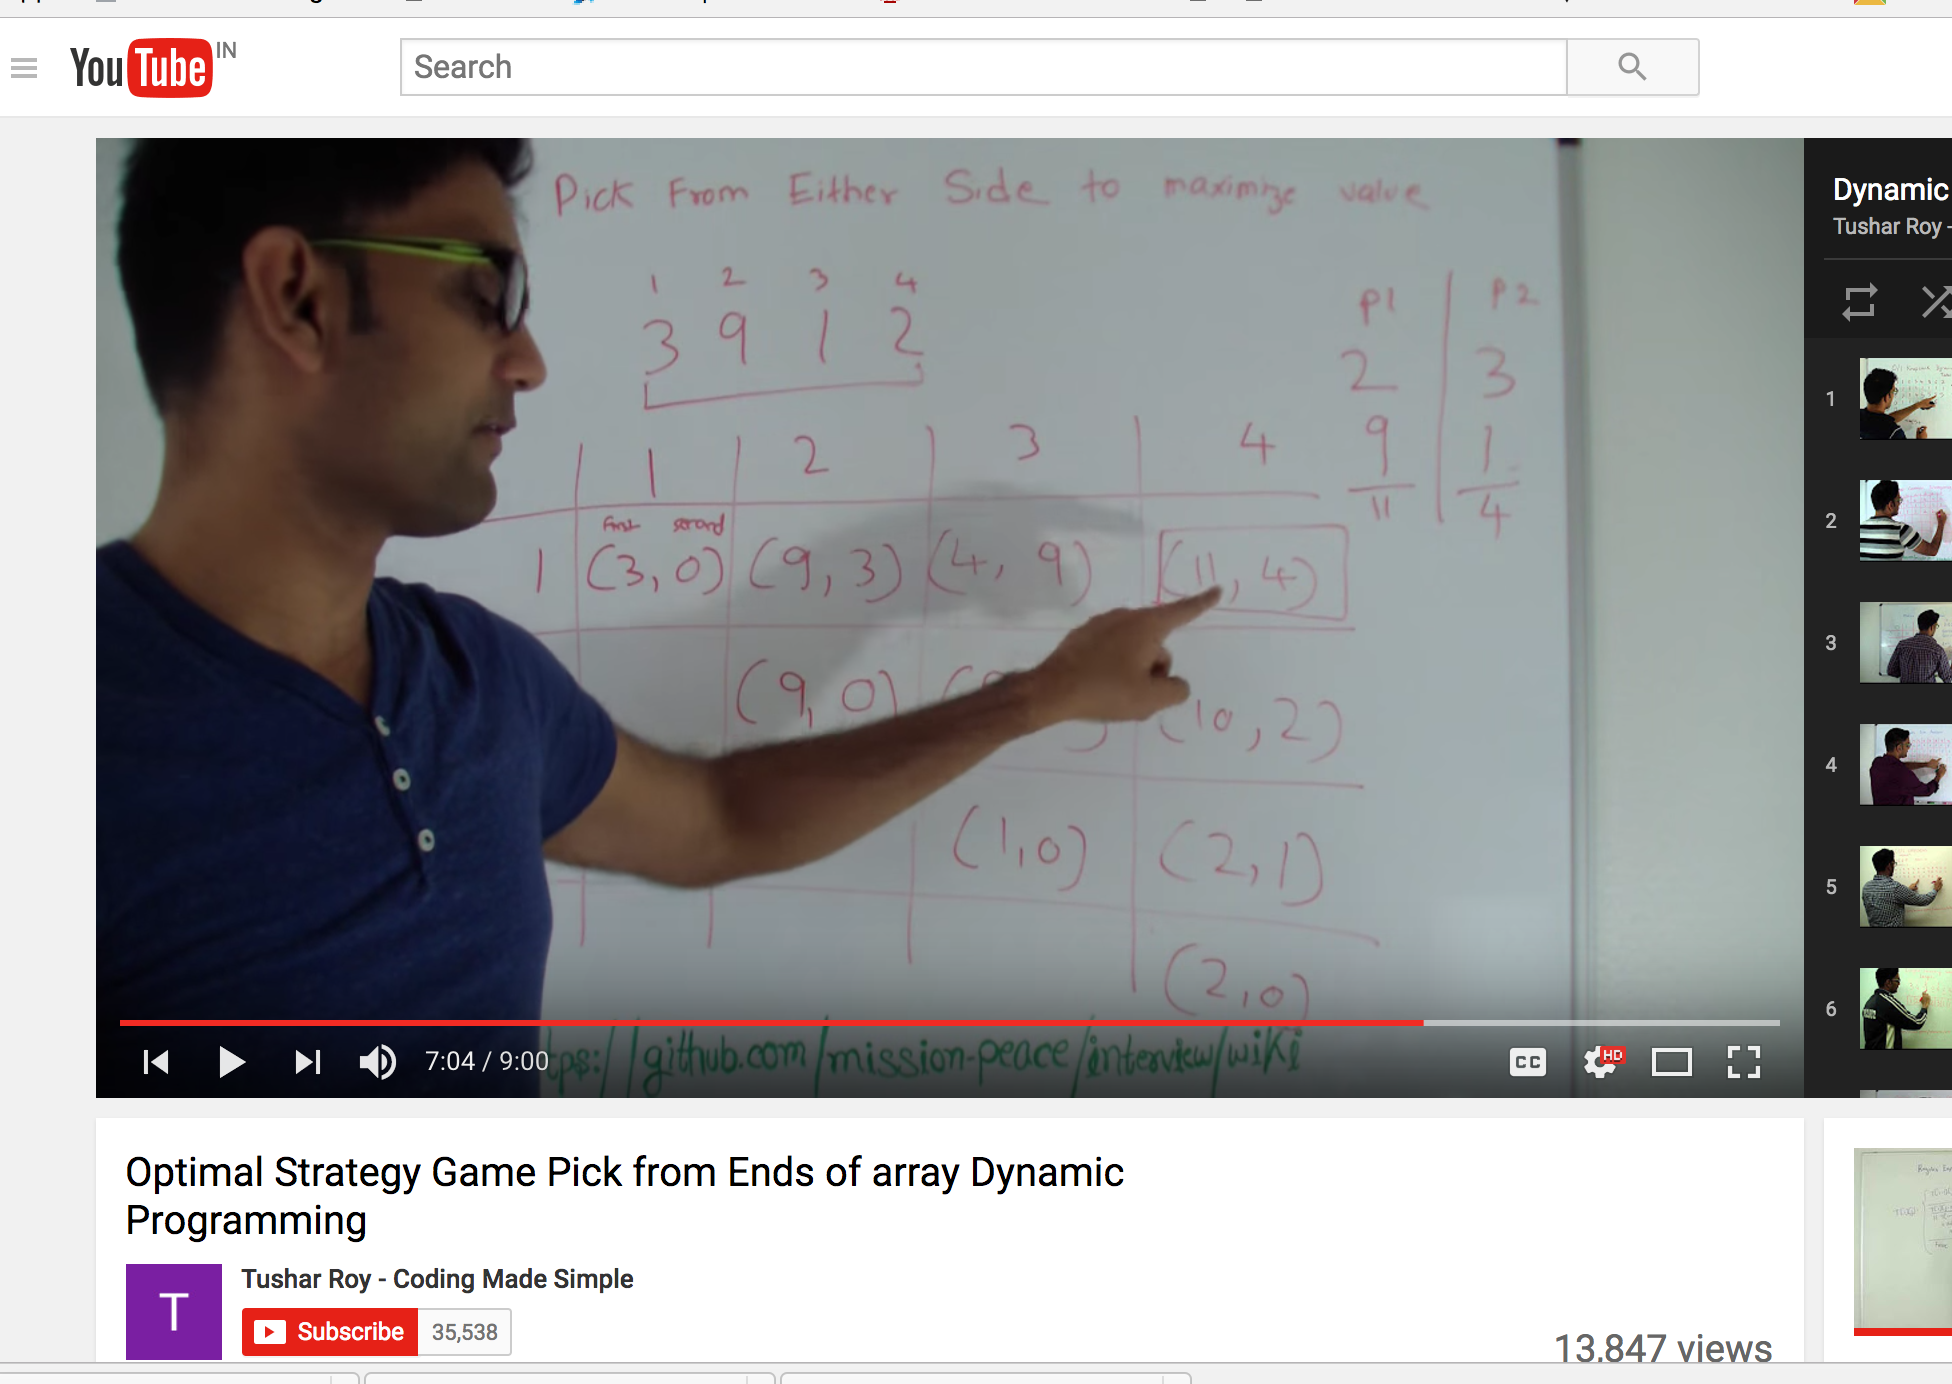 YouTube IN
Search
Pick From Either Side to maximize value
1 2 3 4
3 9 1 2
P1 P2
2 3
9 1
11 4
1 2 3 4
first second
1 (3, 0) (9, 3) (4, 9) (11, 4)
(9, 0) 10, 2)
(1, 0) (2, 1)
(2, 0)
tps://github.com/mission-peace/interview/wiki
7:04 / 9:00
CC
HD
Dynamic
Tushar Roy -
1
2
3
4
5
6
Optimal Strategy Game Pick from Ends of array Dynamic
Programming
T
Tushar Roy - Coding Made Simple
Subscribe 35,538
13,847 views